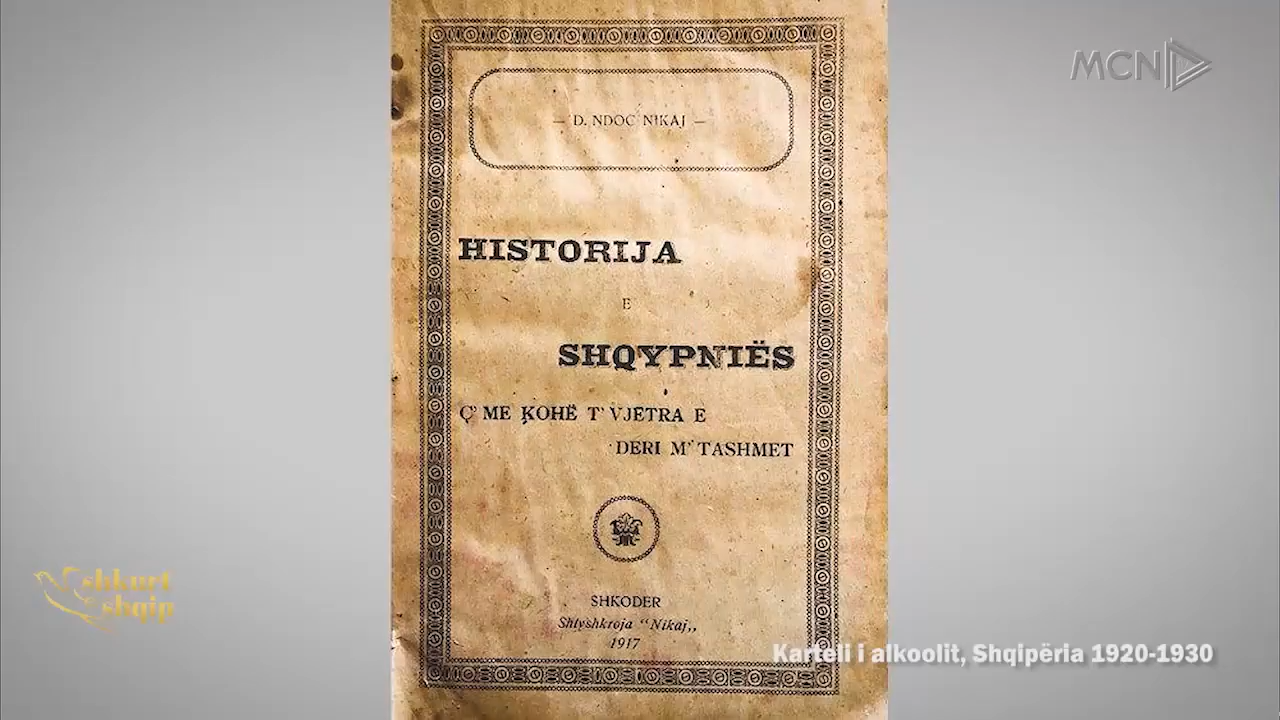 MCN
— D. NDOC NIKAJ —
HISTORIJA
E
SHQYPNIËS
Ç' ME KOHË T' VJETRA E
DERI M' TASHMET
SHKODER
Shtyshkroja “Nikaj„
1917
shkurt
shqip
Karteli i alkoolit, Shqipëria 1920-1930